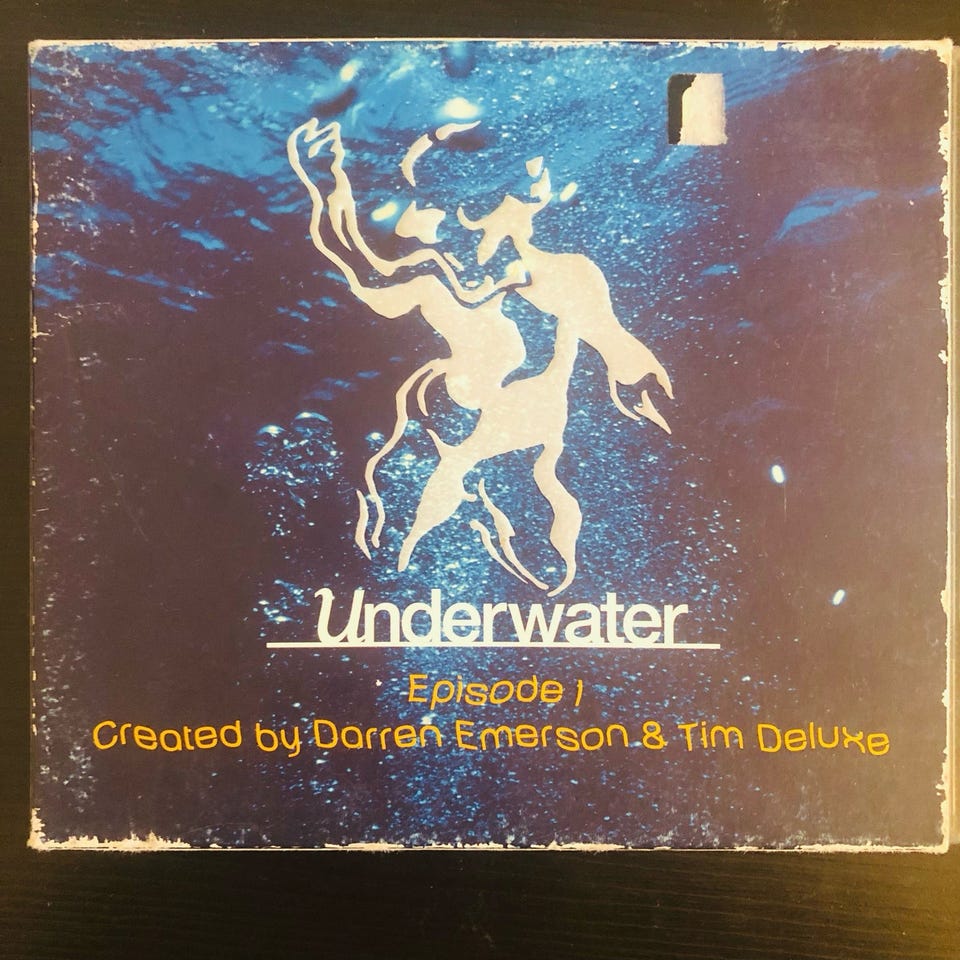 Underwater
Episode 1
Created by Darren Emerson & Tim Deluxe